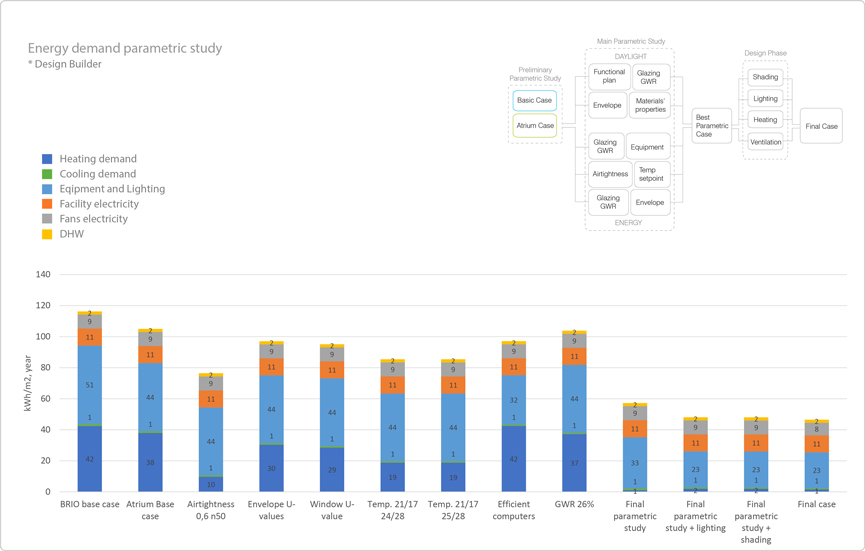 Energy demand parametric study
* Design Builder
Main Parametric Study
DAYLIGHT
Design Phase
Preliminary
Parametric Study
Basic Case
Atrium Case
Functional
plan
Glazing
GWR
Envelope
Materials'
properties
Glazing
GWR
Equipment
Airtightness
Temp
setpoint
Glazing
GWR
Envelope
ENERGY
Best
Parametric
Case
Shading
Lighting
Heating
Ventilation
Final Case
Heating demand
Cooling demand
Eqipment and Lighting
Facility electricity
Fans electricity
DHW
kWh/m2, year
140
120
100
80
60
40
20
0
2 9 11 51 1 42
2 9 11 44 1 38
2 9 11 44 1 10
2 9 11 44 1 30
2 9 11 44 1 29
2 9 11 44 1 19
2 9 11 44 1 19
2 9 11 32 1 42
2 9 11 44 1 37
2 9 11 33 1 1
2 9 11 23 1 2
2 9 11 23 1 2
2 8 11 23 1 1
BRIO base case
Atrium Base
case
Airtightness
0,6 n50
Envelope U-
values
Window U-
value
Temp. 21/17
24/28
Temp. 21/17
25/28
Efficient
computers
GWR 26%
Final
parametric
study
Final
parametric
study + lighting
Final
parametric
study +
shading
Final case